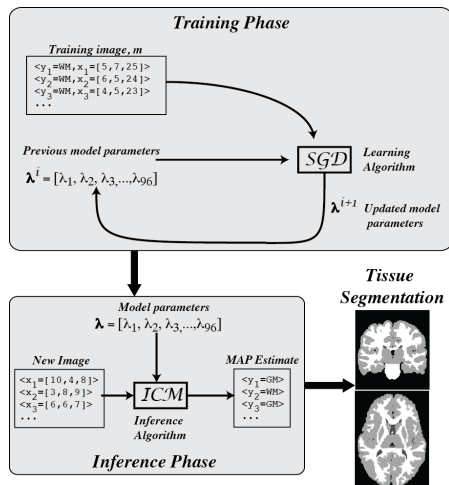 Training Phase
Training image, m
<y1=WM,x1=[5,7,25]>
<y2=WM,x2=[6,5,24]>
<y3=WM,x3=[4,5,23]>
...
Previous model parameters
λ^i = [λ1, λ2, λ3,...,λ96]
SGD
Learning
Algorithm
λ^i+1 Updated model
parameters
Tissue
Segmentation
Model parameters
λ = [λ1, λ2, λ3,...,λ96]
New Image
<x1=[10,4,8]>
<x2=[3,8,9]>
<x3=[6,6,7]>
...
ICM
Inference
Algorithm
MAP Estimate
<y1=GM>
<y2=WM>
<y3=GM>
...
Inference Phase